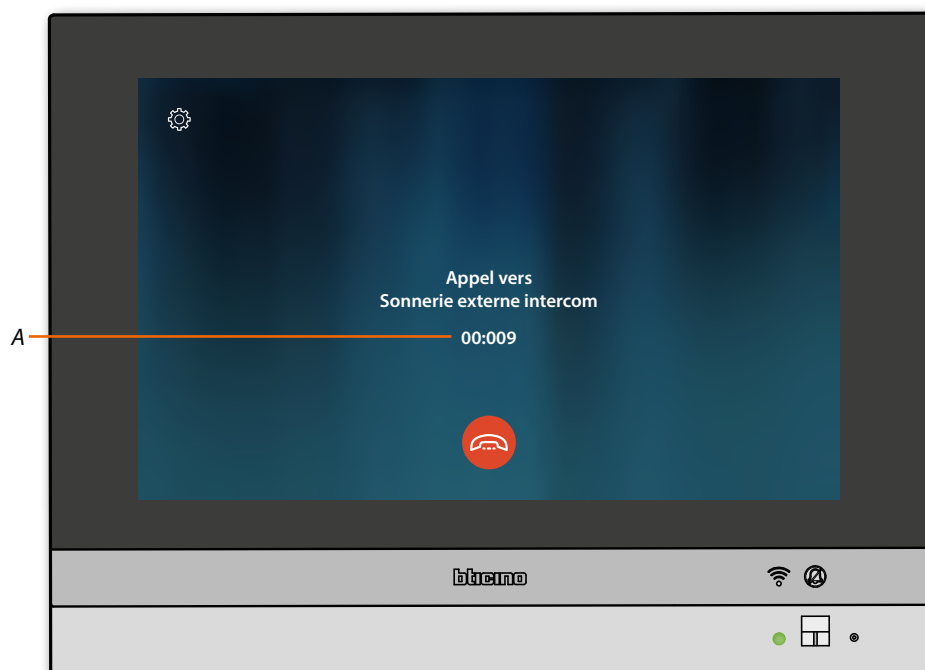 Appel vers
Sonnerie externe intercom
A
00:009
bticino